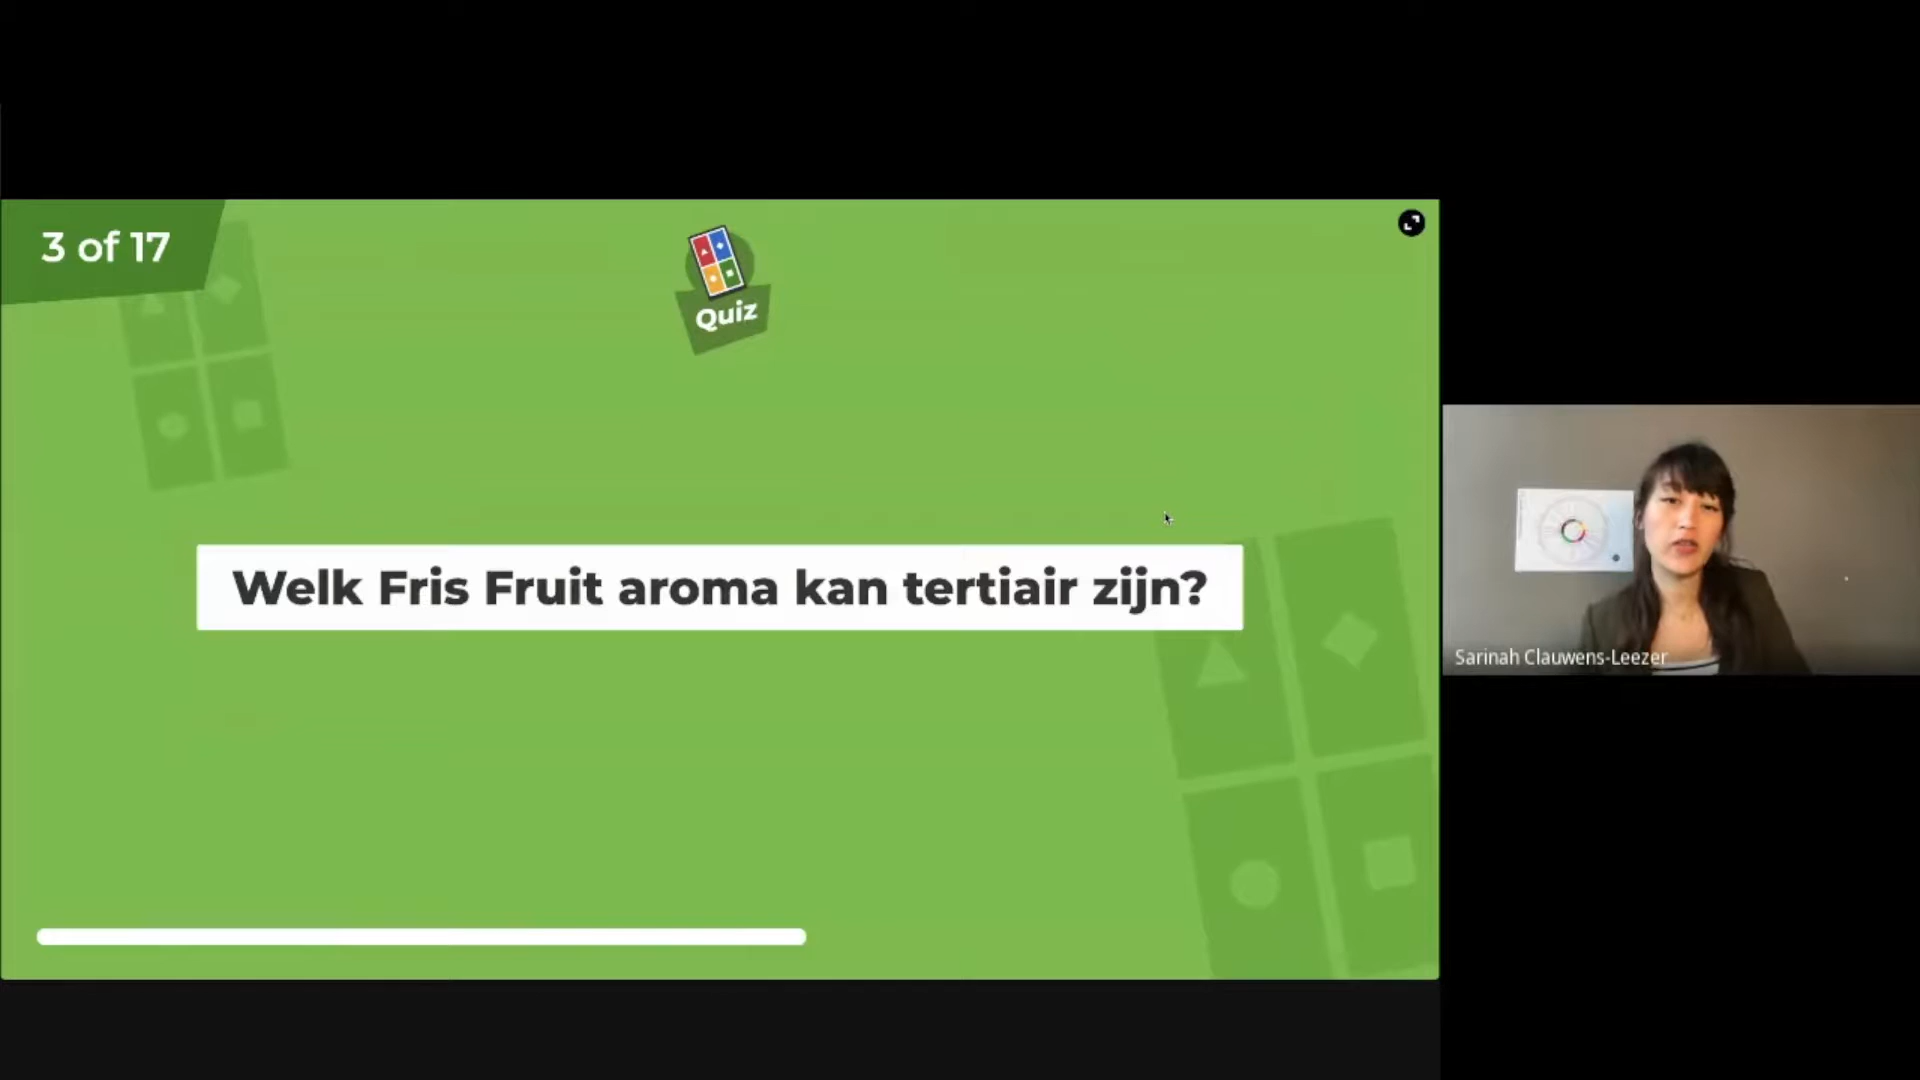 3 of 17
Quiz
Welk Fris Fruit aroma kan tertiair zijn?
Sarinah Clauwens-Leezer